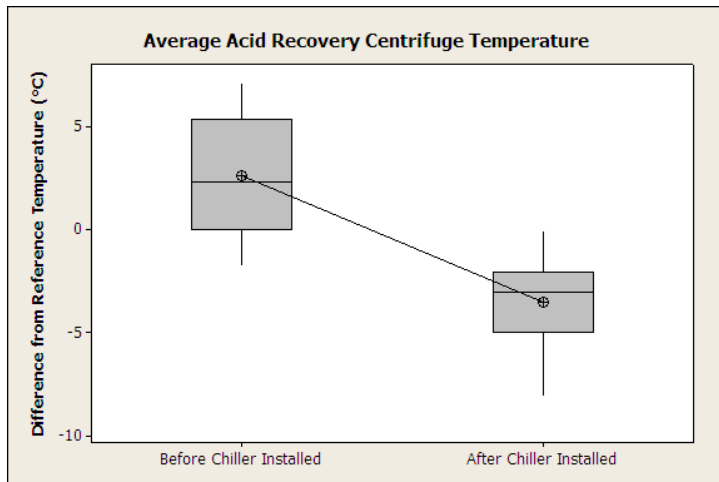 Average Acid Recovery Centrifuge Temperature
Difference from Reference Temperature (°C)
5
0
-5
-10
Before Chiller Installed
After Chiller Installed